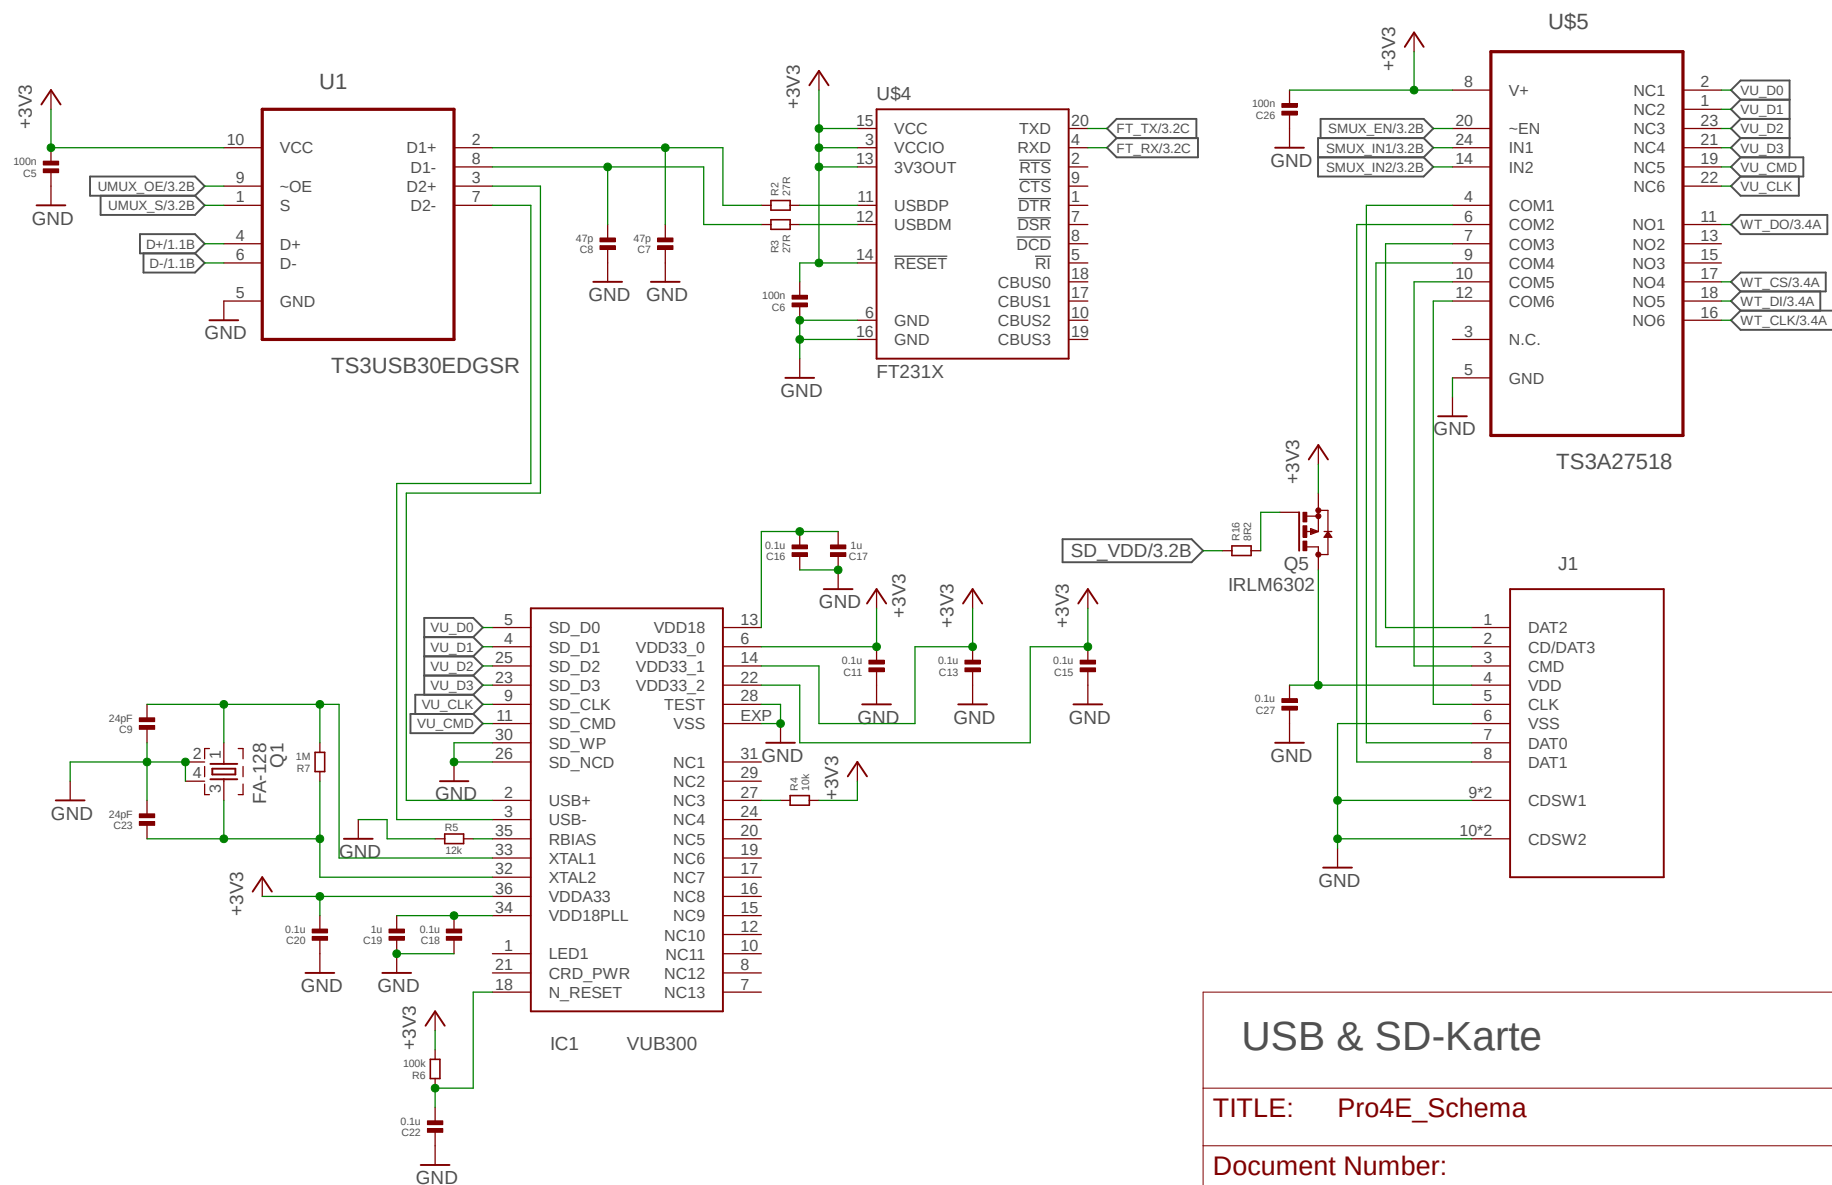 U1
+3V3
100n
C5
GND
10 VCC
UMUX_OE/3.2B 9 ~OE
UMUX_S/3.2B 1 S
D+/1.1B 4 D+
D-/1.1B 6 D-
5 GND
GND
D1+ 2
D1- 8
D2+ 3
D2- 7
TS3USB30EDGSR
47p
C8
GND
47p
C7
GND
R2
27R
R3
27R
+3V3
100n
C6
GND
U$4
15 VCC
3 VCCIO
13 3V3OUT
11 USBDP
12 USBDM
14 RESET
6 GND
16 GND
TXD 20 FT_TX/3.2C
RXD 4 FT_RX/3.2C
RTS 2
CTS 9
DTR 1
DSR 7
DCD 8
RI 5
CBUS0 18
CBUS1 17
CBUS2 10
CBUS3 19
FT231X
U$5
+3V3
100n
C26
GND
8 V+
SMUX_EN/3.2B 20 ~EN
SMUX_IN1/3.2B 24 IN1
SMUX_IN2/3.2B 14 IN2
4 COM1
6 COM2
7 COM3
9 COM4
10 COM5
12 COM6
3 N.C.
5 GND
GND
NC1 2 VU_D0
NC2 1 VU_D1
NC3 23 VU_D2
NC4 21 VU_D3
NC5 19 VU_CMD
NC6 22 VU_CLK
NO1 11 WT_DO/3.4A
NO2 13
NO3 15
NO4 17 WT_CS/3.4A
NO5 18 WT_DI/3.4A
NO6 16 WT_CLK/3.4A
TS3A27518
+3V3
SD_VDD/3.2B
R16
8R2
Q5
IRLM6302
0.1u
C27
GND
J1
1 DAT2
2 CD/DAT3
3 CMD
4 VDD
5 CLK
6 VSS
7 DAT0
8 DAT1
9*2 CDSW1
10*2 CDSW2
GND
0.1u
C16
1u
C17
GND
+3V3
0.1u
C11
GND
+3V3
0.1u
C13
GND
+3V3
0.1u
C15
GND
VU_D0 5 SD_D0
VU_D1 4 SD_D1
VU_D2 25 SD_D2
VU_D3 23 SD_D3
VU_CLK 9 SD_CLK
VU_CMD 11 SD_CMD
30 SD_WP
26 SD_NCD
GND
2 USB+
3 USB-
35 RBIAS
33 XTAL1
32 XTAL2
36 VDDA33
34 VDD18PLL
1 LED1
21 CRD_PWR
18 N_RESET
VDD18 13
VDD33_0 6
VDD33_1 14
VDD33_2 22
TEST 28
VSS EXP
GND
NC1 31
NC2 29
NC3 27
NC4 24
NC5 20
NC6 19
NC7 17
NC8 16
NC9 15
NC10 12
NC11 10
NC12 8
NC13 7
R4
10k
+3V3
IC1 VUB300
24pF
C9
GND
24pF
C23
2
4
1
3
FA-128
Q1
1M
R7
GND
R5
12k
+3V3
0.1u
C20
GND
1u
C19
0.1u
C18
GND
+3V3
100k
R6
0.1u
C22
GND
USB & SD-Karte
TITLE: Pro4E_Schema
Document Number: